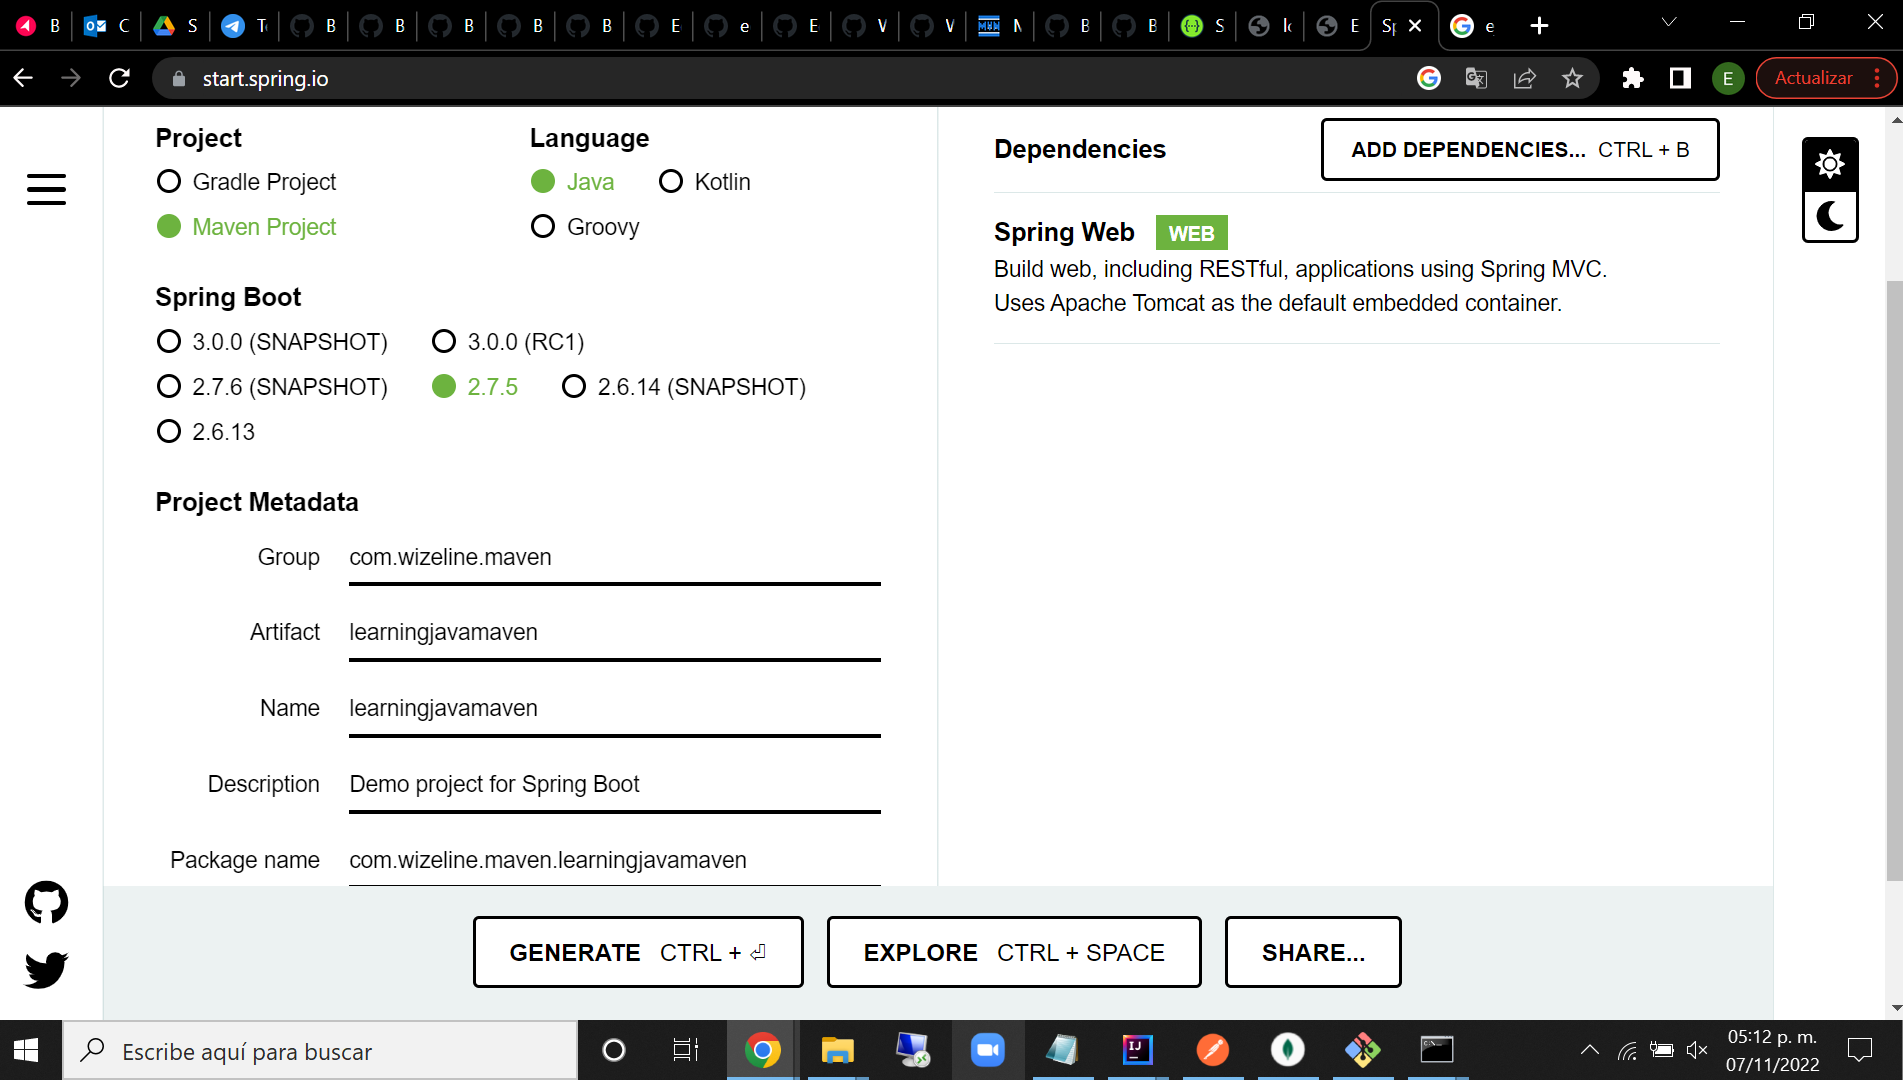 B C S T B B B B B E e E V V M B B S lc E Sp e
start.spring.io
Actualizar
Project
Language
Gradle Project
Java
Kotlin
Maven Project
Groovy
Spring Boot
3.0.0 (SNAPSHOT)
3.0.0 (RC1)
2.7.6 (SNAPSHOT)
2.7.5
2.6.14 (SNAPSHOT)
2.6.13
Project Metadata
Group com.wizeline.maven
Artifact learningjavamaven
Name learningjavamaven
Description Demo project for Spring Boot
Package name com.wizeline.maven.learningjavamaven
Dependencies
ADD DEPENDENCIES... CTRL + B
Spring Web WEB
Build web, including RESTful, applications using Spring MVC.
Uses Apache Tomcat as the default embedded container.
GENERATE CTRL + ⏎
EXPLORE CTRL + SPACE
SHARE...
Escribe aquí para buscar
05:12 p. m.
07/11/2022